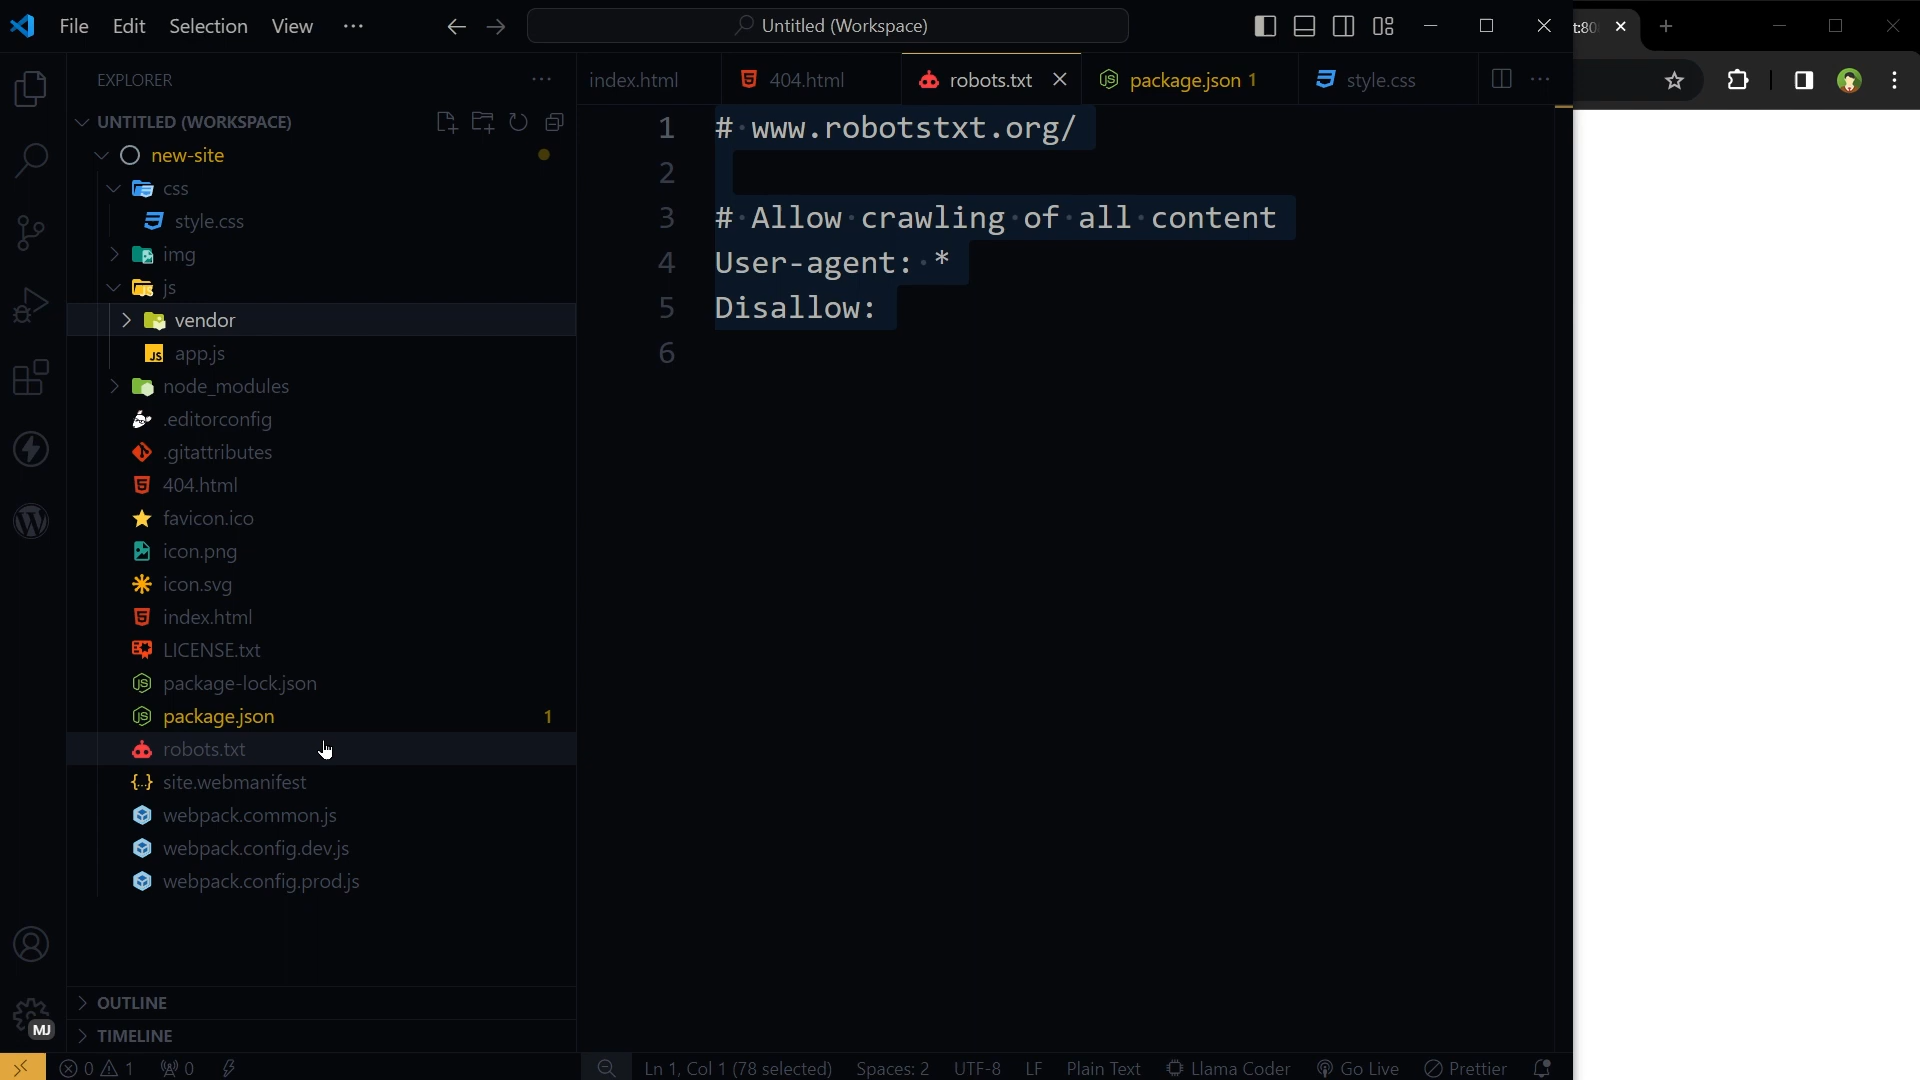 File Edit Selection View
Untitled (Workspace)
EXPLORER
index.html
404.html
robots.txt
package.json 1
style.css
UNTITLED (WORKSPACE)
new-site
css
style.css
img
js
vendor
app.js
node_modules
.editorconfig
.gitattributes
404.html
favicon.ico
icon.png
icon.svg
index.html
LICENSE.txt
package-lock.json
package.json 1
robots.txt
site.webmanifest
webpack.common.js
webpack.config.dev.js
webpack.config.prod.js
OUTLINE
TIMELINE
MJ
1 # www.robotstxt.org/
2
3 # Allow crawling of all content
4 User-agent: *
5 Disallow:
6
0 1 0 Ln 1, Col 1 (78 selected) Spaces: 2 UTF-8 LF Plain Text Llama Coder Go Live Prettier